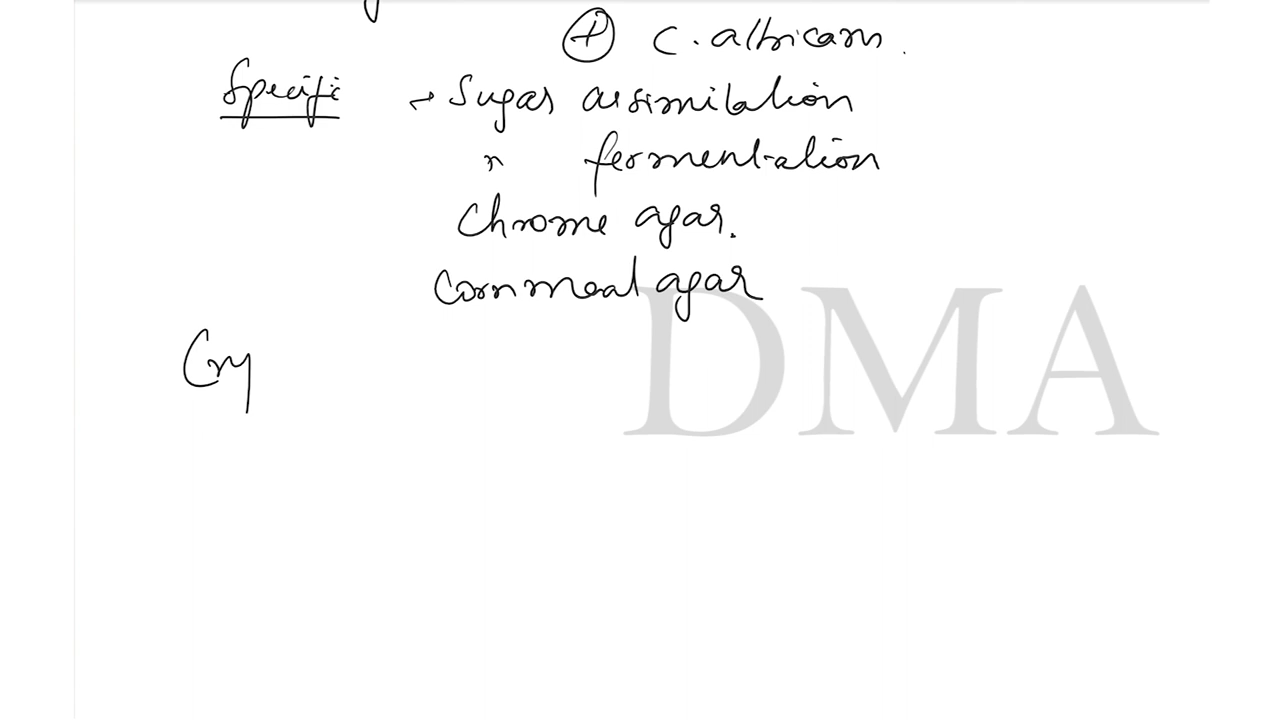 ⊕ C. albicans.
Specific → Sugar assimilation
" fermentation
Chrome agar.
Cornmeal agar
DMA
Cry